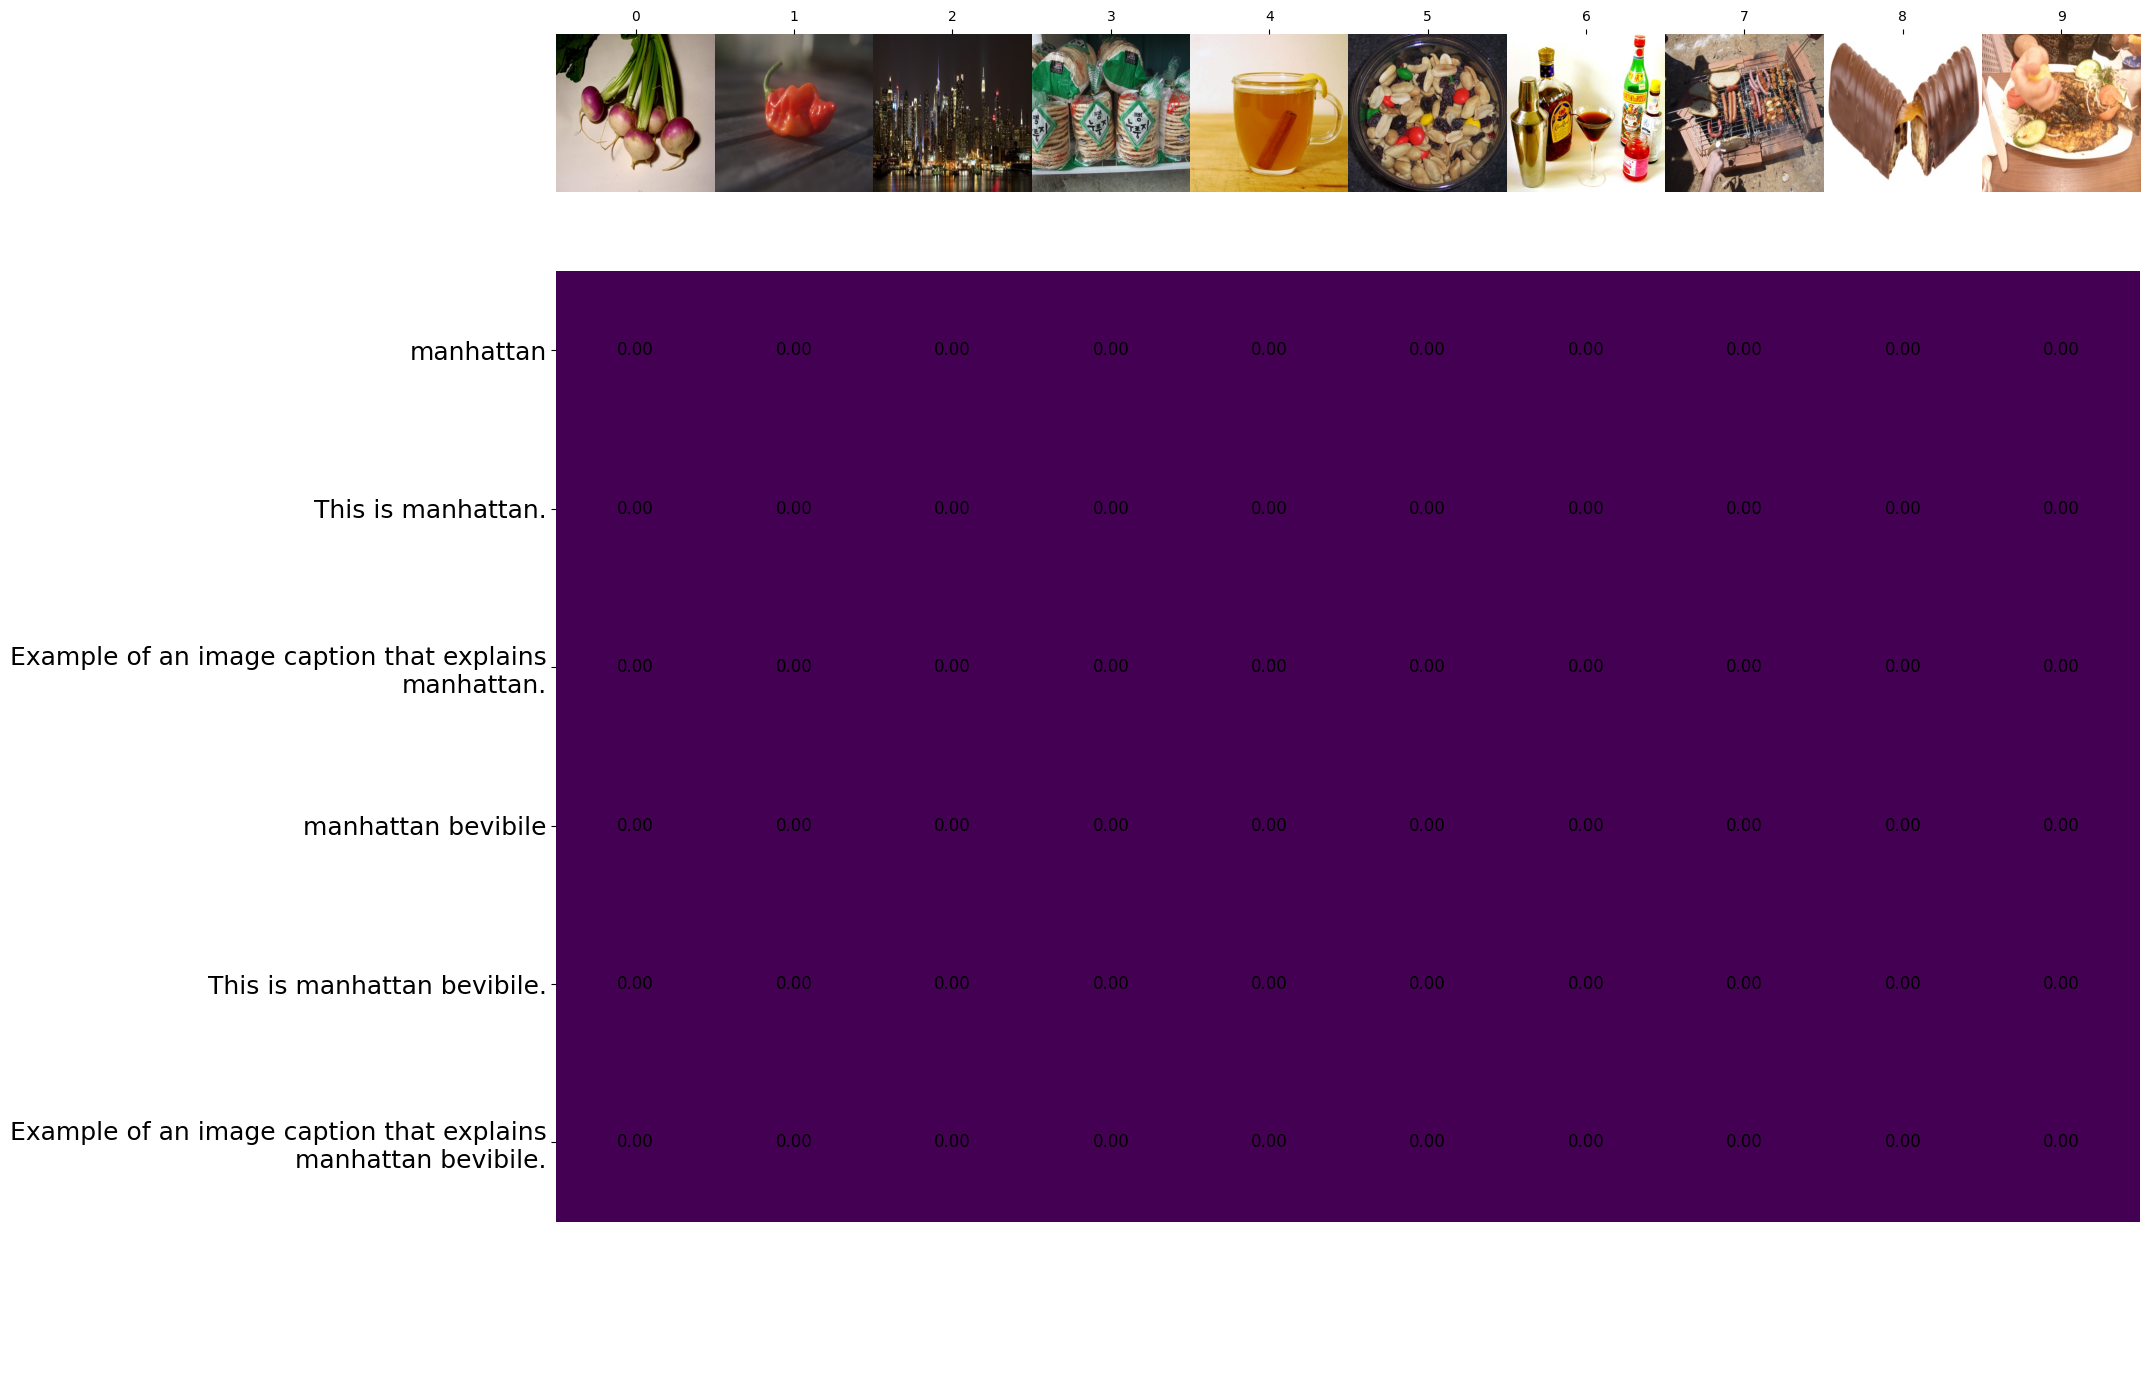 0 1 2 3 4 5 6 7 8 9
manhattan
0.00 0.00 0.00 0.00 0.00 0.00 0.00 0.00 0.00 0.00
This is manhattan.
0.00 0.00 0.00 0.00 0.00 0.00 0.00 0.00 0.00 0.00
Example of an image caption that explains
manhattan.
0.00 0.00 0.00 0.00 0.00 0.00 0.00 0.00 0.00 0.00
manhattan bevibile
0.00 0.00 0.00 0.00 0.00 0.00 0.00 0.00 0.00 0.00
This is manhattan bevibile.
0.00 0.00 0.00 0.00 0.00 0.00 0.00 0.00 0.00 0.00
Example of an image caption that explains
manhattan bevibile.
0.00 0.00 0.00 0.00 0.00 0.00 0.00 0.00 0.00 0.00